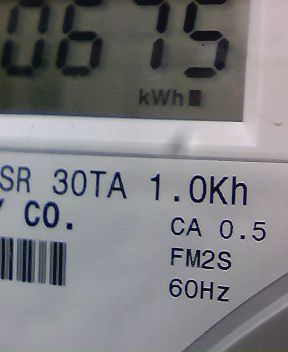 0675
kWh
SR 30TA 1.0Kh
Y CO.
CA 0.5
FM2S
60Hz